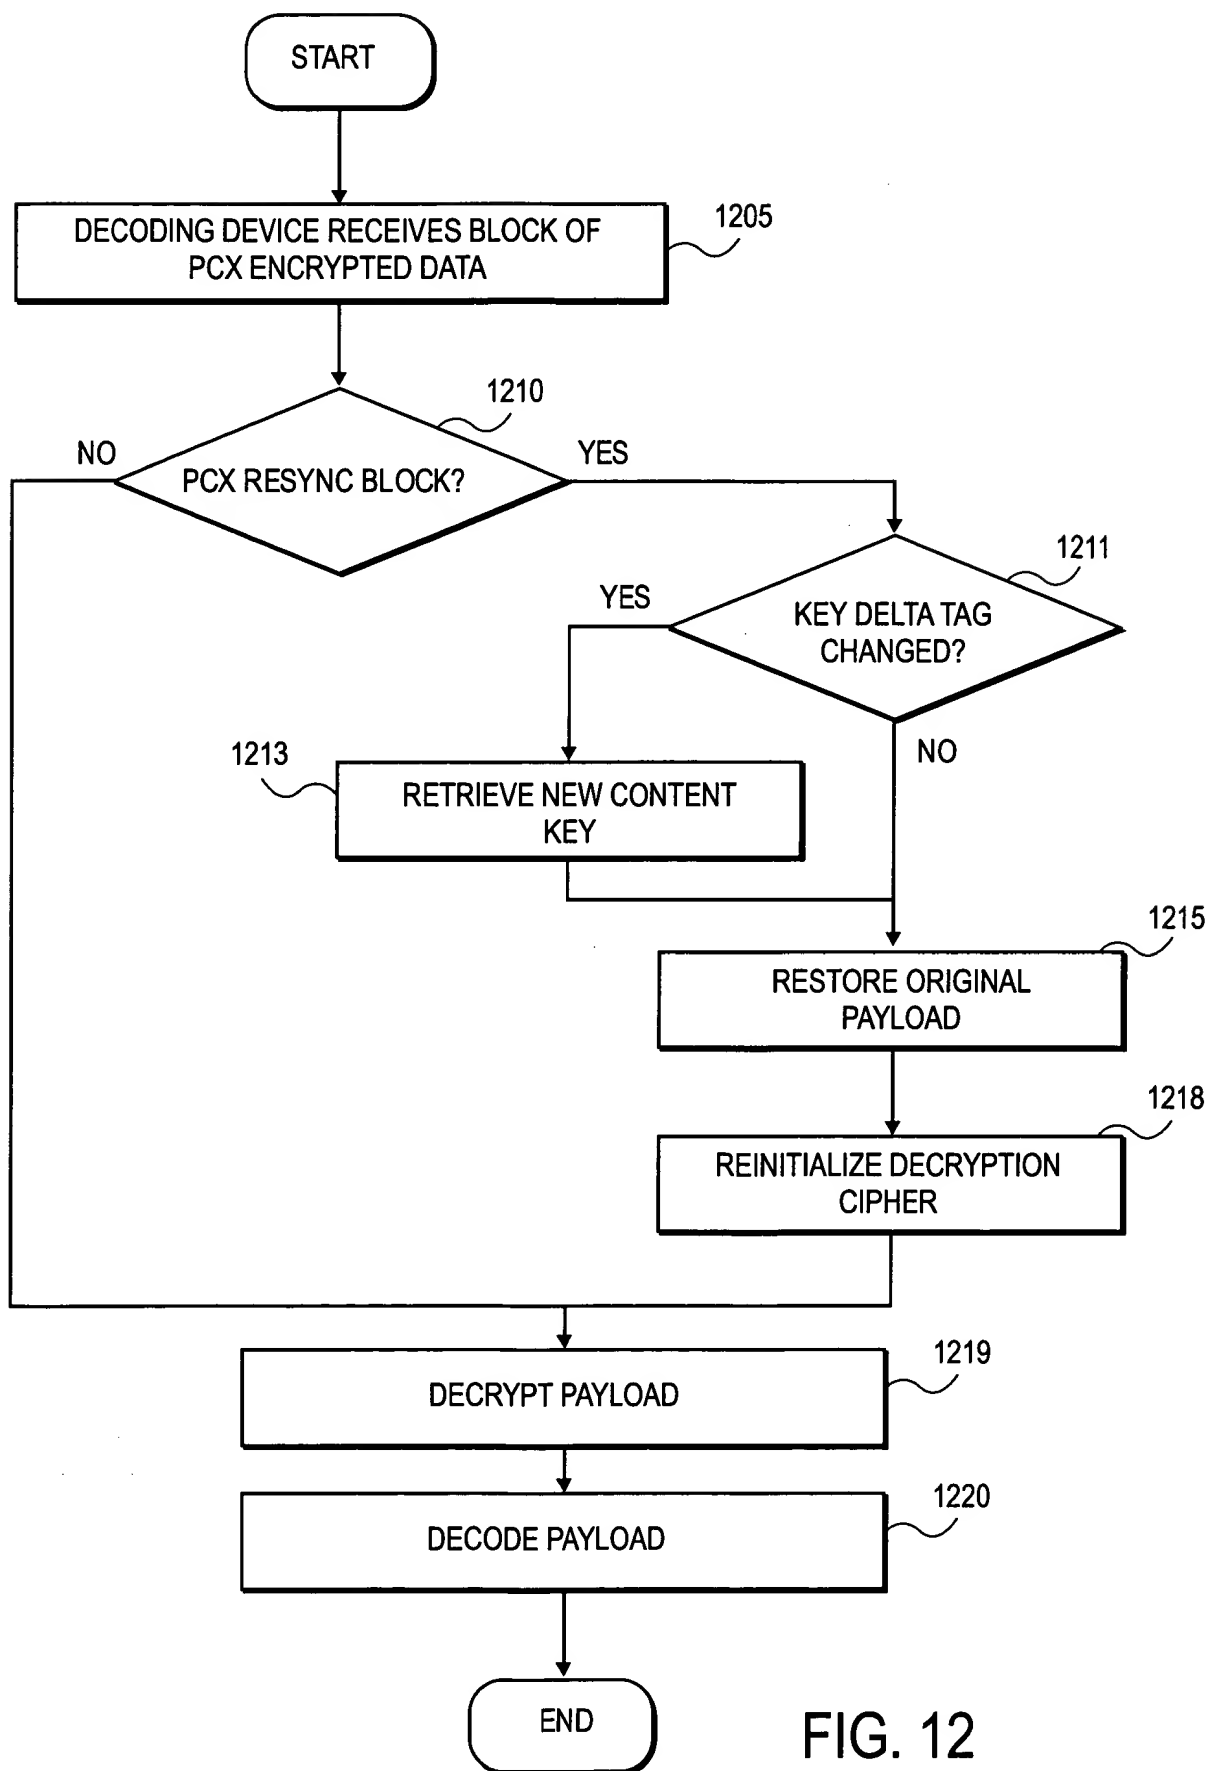 START
DECODING DEVICE RECEIVES BLOCK OF
PCX ENCRYPTED DATA
1205
1210
NO
YES
PCX RESYNC BLOCK?
1211
YES
KEY DELTA TAG
CHANGED?
NO
1213
RETRIEVE NEW CONTENT
KEY
1215
RESTORE ORIGINAL
PAYLOAD
1218
REINITIALIZE DECRYPTION
CIPHER
1219
DECRYPT PAYLOAD
1220
DECODE PAYLOAD
END
FIG. 12